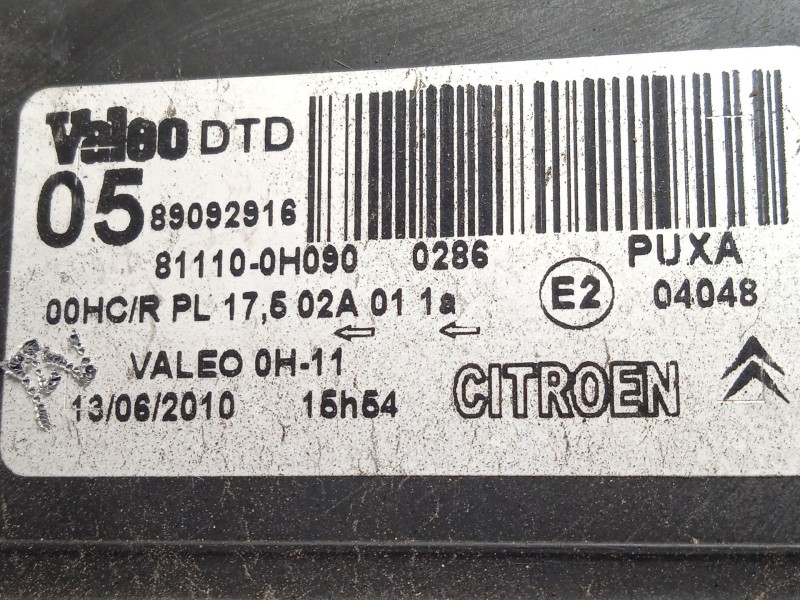 Valeo DTD
05 89092916
81110-0H090 0286 PUXA
00HC/R PL 17,5 02A 01 1a E2 04048
VALEO 0H-11
13/06/2010 15h54 CITROEN